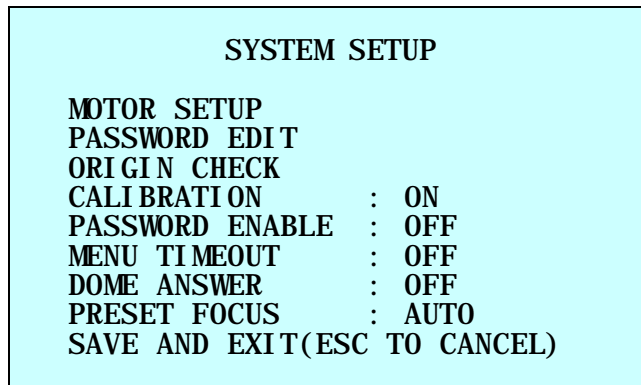 SYSTEM SETUP
MOTOR SETUP
PASSWORD EDIT
ORIGIN CHECK
CALIBRATION : ON
PASSWORD ENABLE : OFF
MENU TIMEOUT : OFF
DOME ANSWER : OFF
PRESET FOCUS : AUTO
SAVE AND EXIT(ESC TO CANCEL)